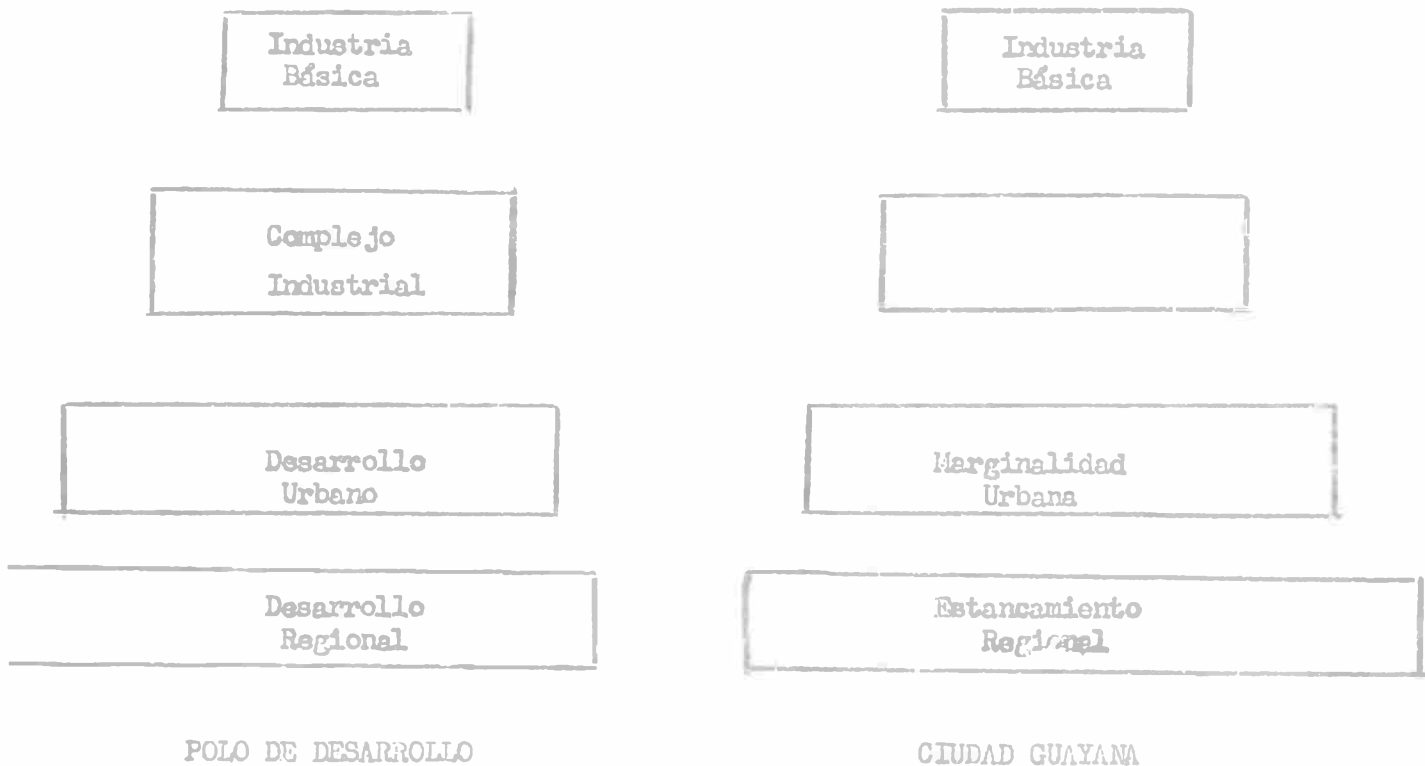 Industria
Básica
Complejo
Industrial
Desarrollo
Urbano
Desarrollo
Regional
POLO DE DESARROLLO
Industria
Básica
Marginalidad
Urbana
Estancamiento
Regional
CIUDAD GUAYANA